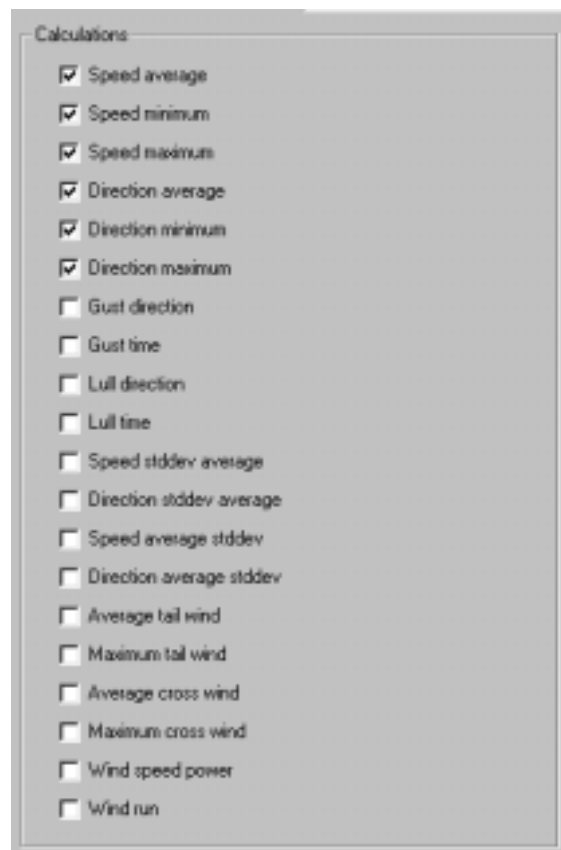 Calculations
Speed average
Speed minimum
Speed maximum
Direction average
Direction minimum
Direction maximum
Gust direction
Gust time
Lull direction
Lull time
Speed stddev average
Direction stddev average
Speed average stddev
Direction average stddev
Average tail wind
Maximum tail wind
Average cross wind
Maximum cross wind
Wind speed power
Wind run